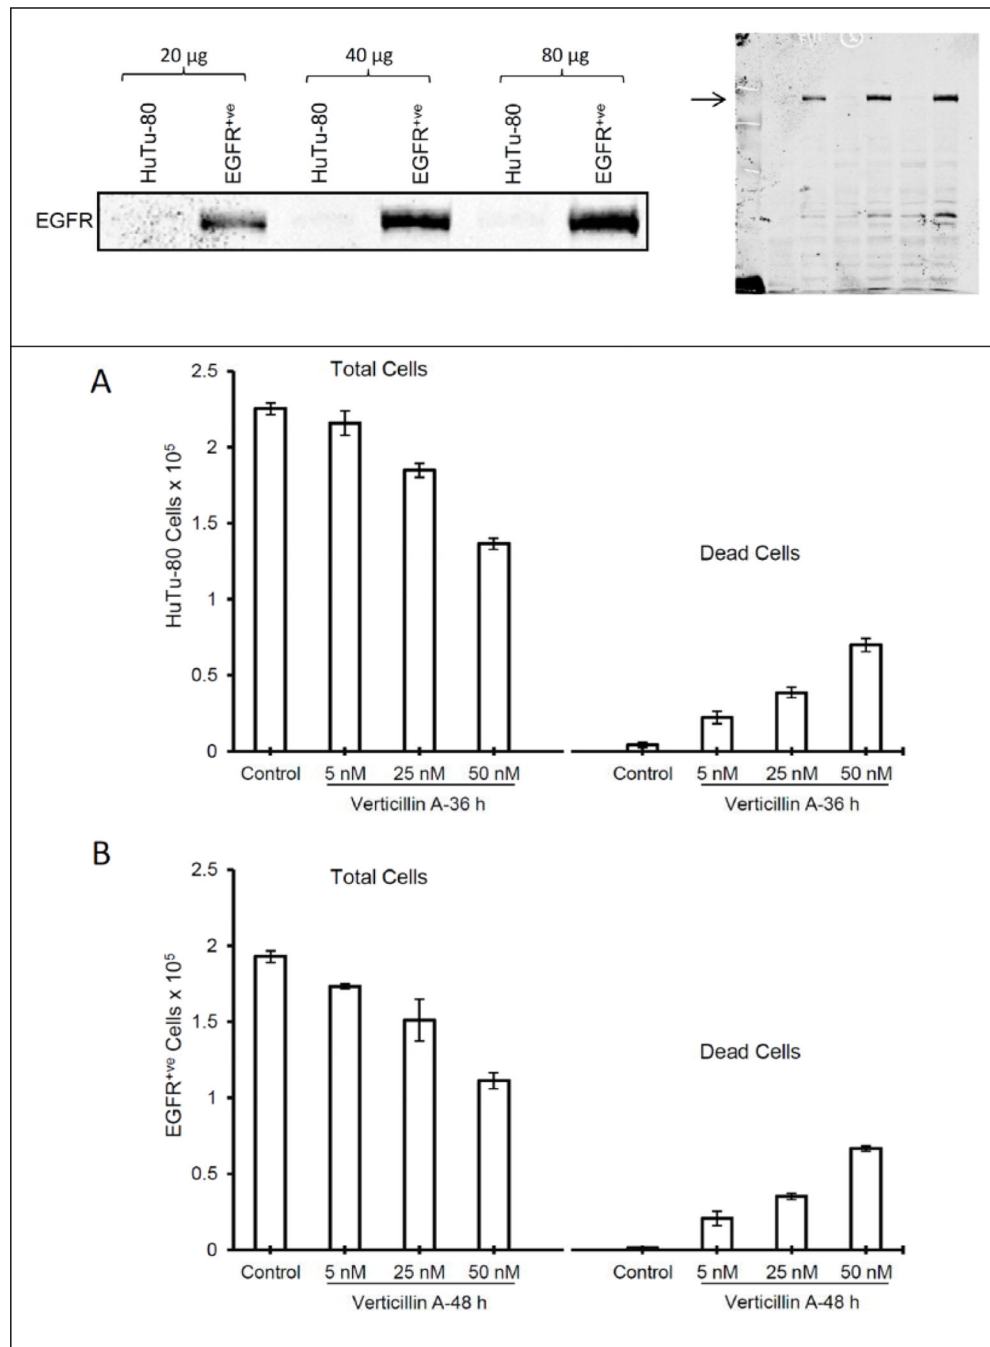 20 µg 40 µg 80 µg
HuTu-80 EGFR+ve HuTu-80 EGFR+ve HuTu-80 EGFR+ve
EGFR
A
Total Cells
Dead Cells
HuTu-80 Cells x 10⁵
2.5
2
1.5
1
0.5
0
Control 5 nM 25 nM 50 nM Control 5 nM 25 nM 50 nM
Verticillin A-36 h Verticillin A-36 h
B
Total Cells
Dead Cells
EGFR+ve Cells x 10⁵
2.5
2
1.5
1
0.5
0
Control 5 nM 25 nM 50 nM Control 5 nM 25 nM 50 nM
Verticillin A-48 h Verticillin A-48 h